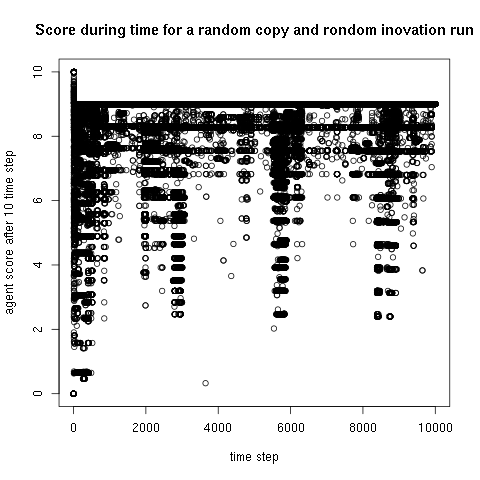 Score during time for a random copy and rondom inovation run
agent score after 10 time step
10
8
6
4
2
0
0 2000 4000 6000 8000 10000
time step